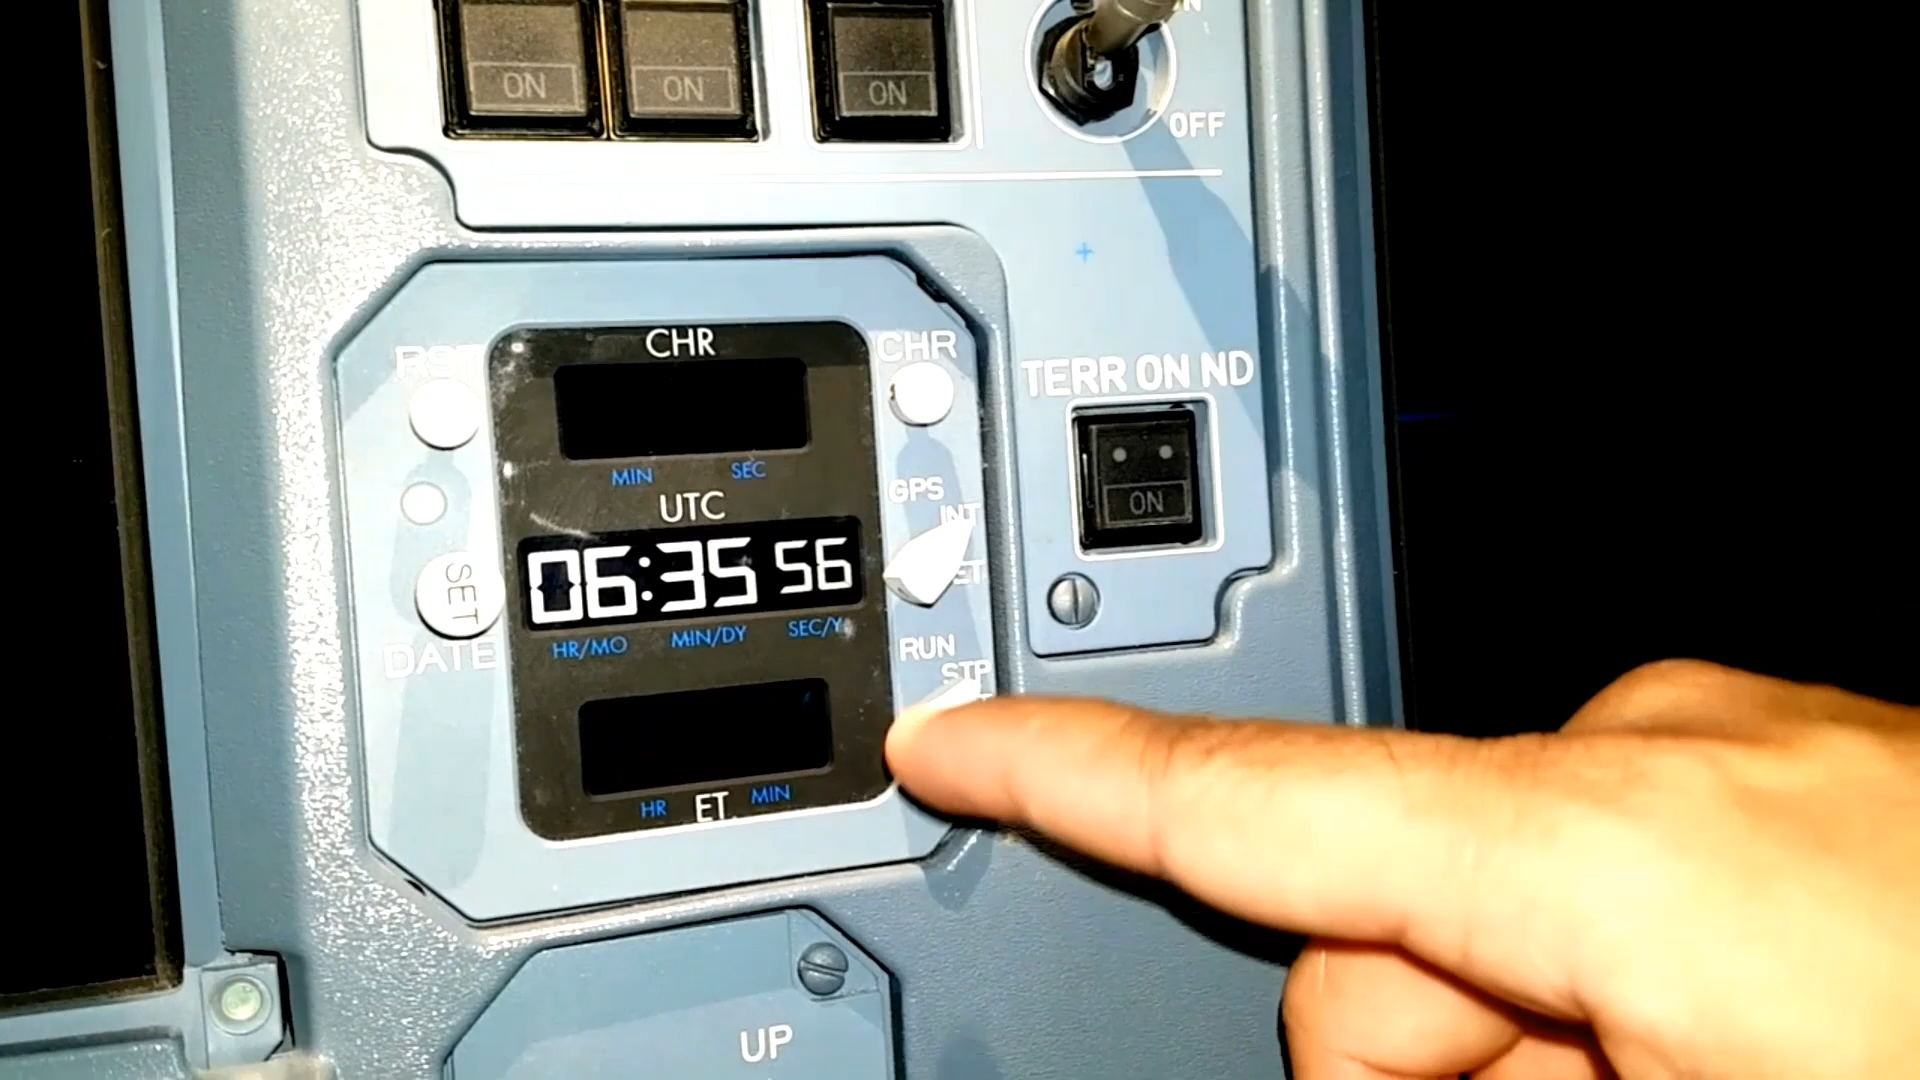 ON ON ON
OFF
RST CHR CHR
MIN SEC
TERR ON ND
GPS
INT
UTC
SET 06:35 56
ON
HR/MO MIN/DY SEC/Y
DATE
RUN
STP
HR ET MIN
UP